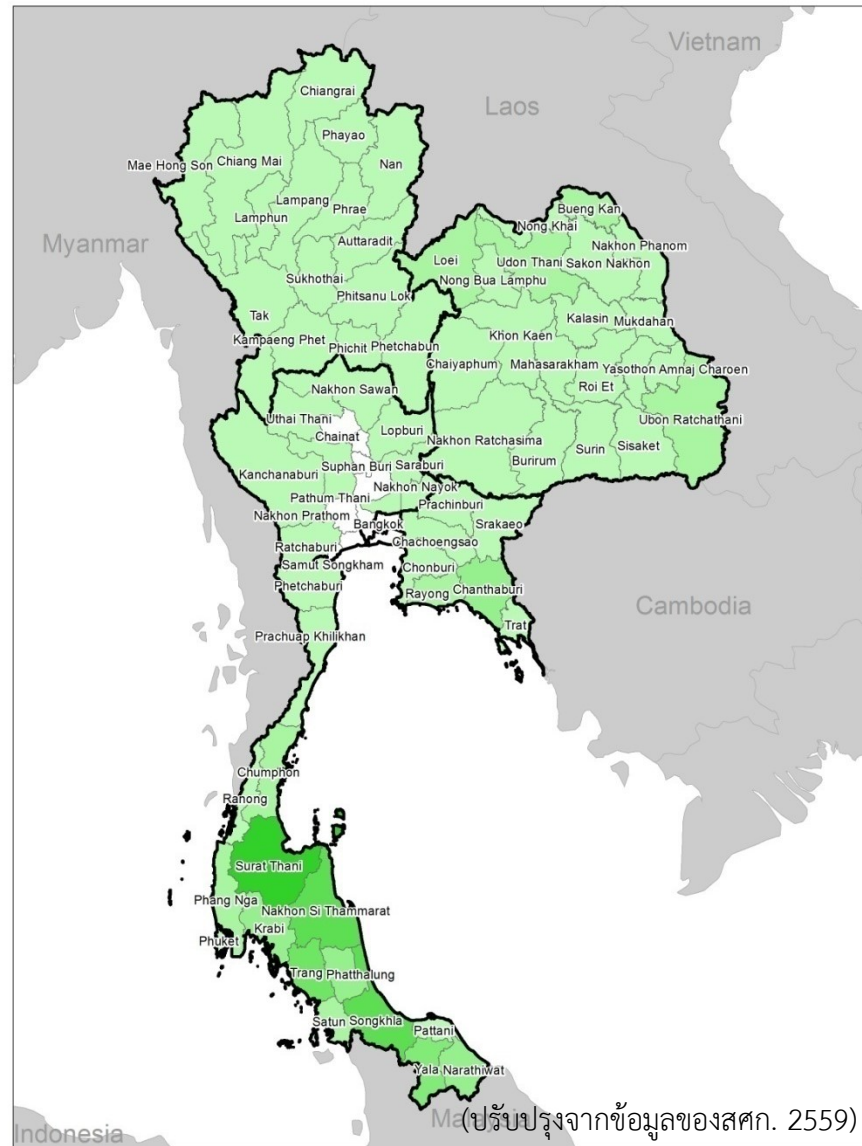 Vietnam
Laos
Chiangrai
Phayao
Mae Hong Son
Chiang Mai
Nan
Lampang
Lamphun
Phrae
Bueng Kan
Nong Khai
Myanmar
Auttaradit
Nakhon Phanom
Loei
Udon Thani
Sakon Nakhon
Sukhothai
Nong Bua Lamphu
Phitsanu Lok
Tak
Kalasin
Mukdahan
Khon Kaen
Kampaeng Phet
Phichit
Phetchabun
Chaiyaphum
Mahasarakham
Yasothon
Amnaj Charoen
Roi Et
Nakhon Sawan
Uthai Thani
Ubon Ratchathani
Chainat
Lopburi
Nakhon Ratchasima
Surin
Sisaket
Burirum
Suphan Buri
Saraburi
Kanchanaburi
Nakhon Nayok
Pathum Thani
Prachinburi
Nakhon Prathom
Bangkok
Srakaeo
Ratchaburi
Chachoengsao
Samut Songkham
Chonburi
Phetchaburi
Rayong
Chanthaburi
Cambodia
Trat
Prachuap Khilikhan
Chumphon
Ranong
Surat Thani
Phang Nga
Nakhon Si Thammarat
Krabi
Phuket
Trang
Phatthalung
Satun
Songkhla
Pattani
Yala
Narathiwat
Malaysia
(ปรับปรุงจากข้อมูลของสศก. 2559)
Indonesia